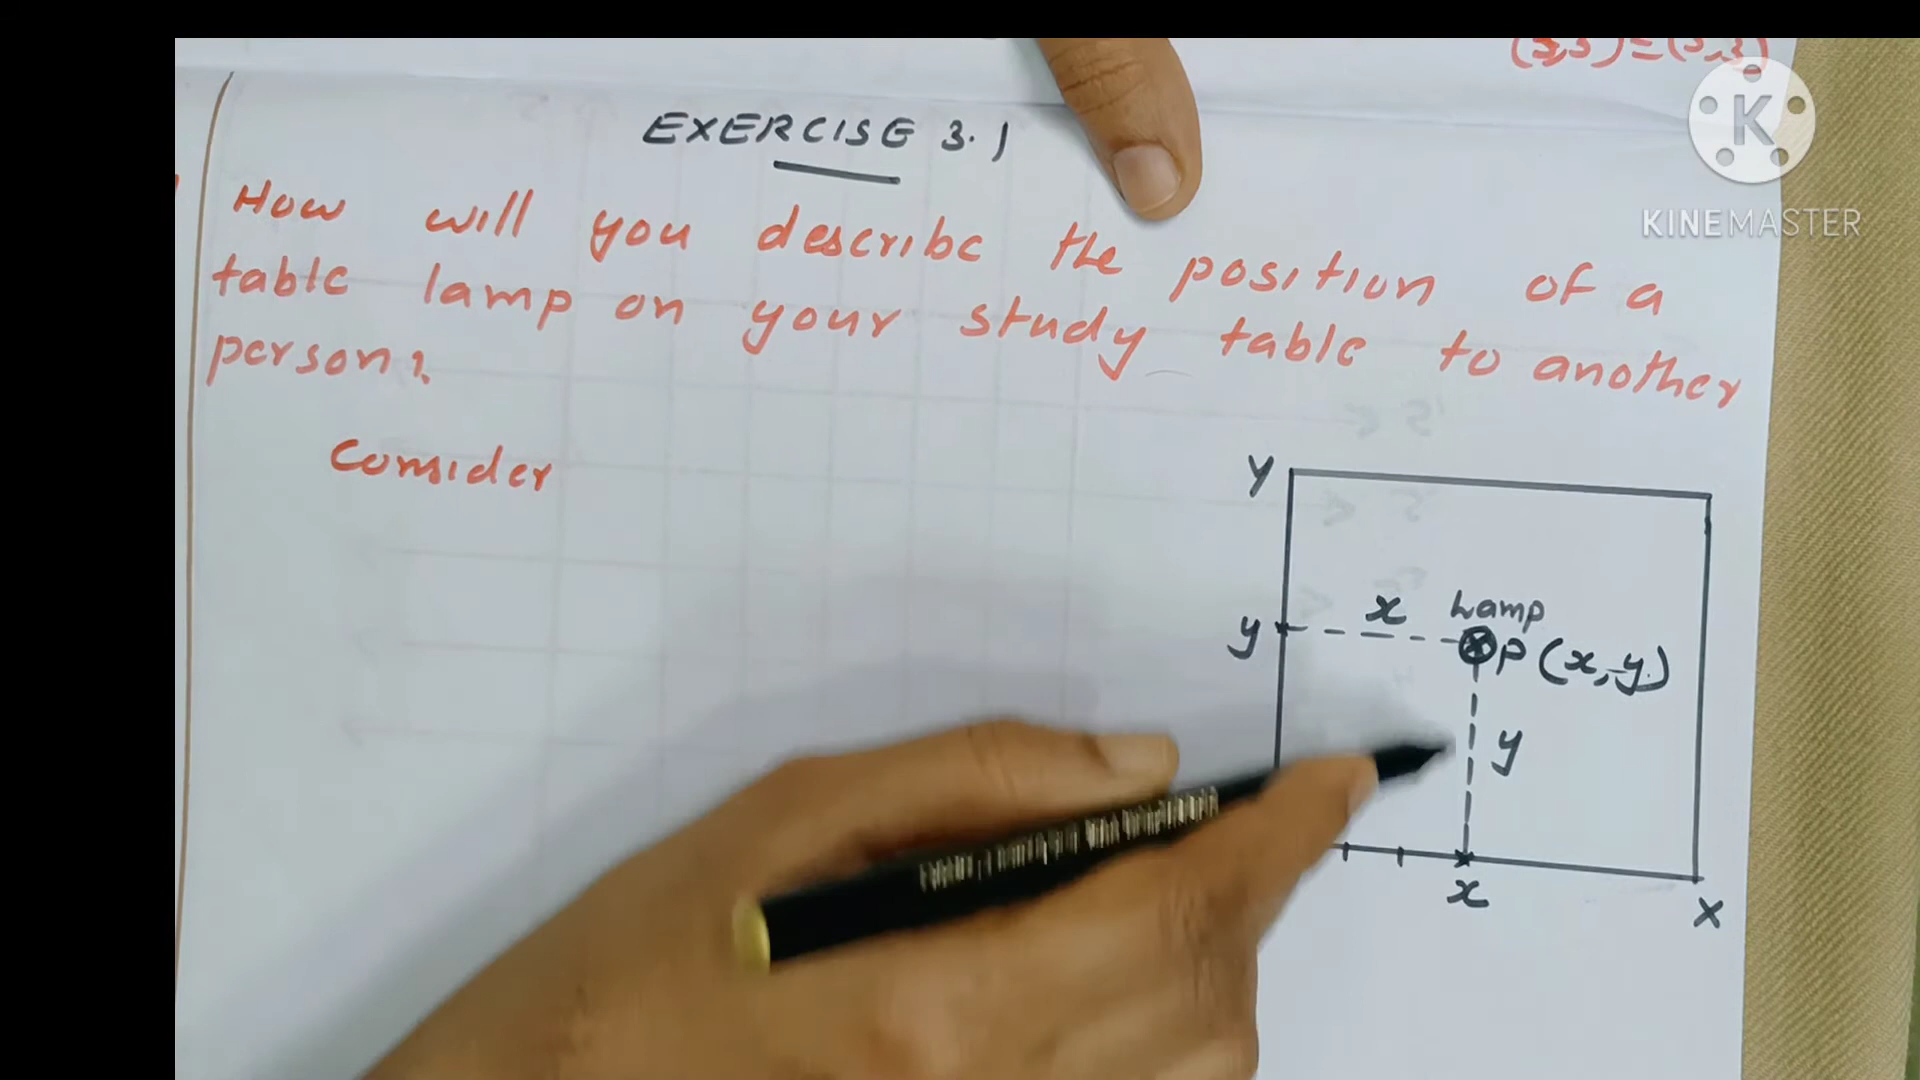 EXERCISE 3.1
How will you describe the position of a
table lamp on your study table to another
person?
Consider
Y
x Lamp
y P (x, y)
y
x
X
KINEMASTER